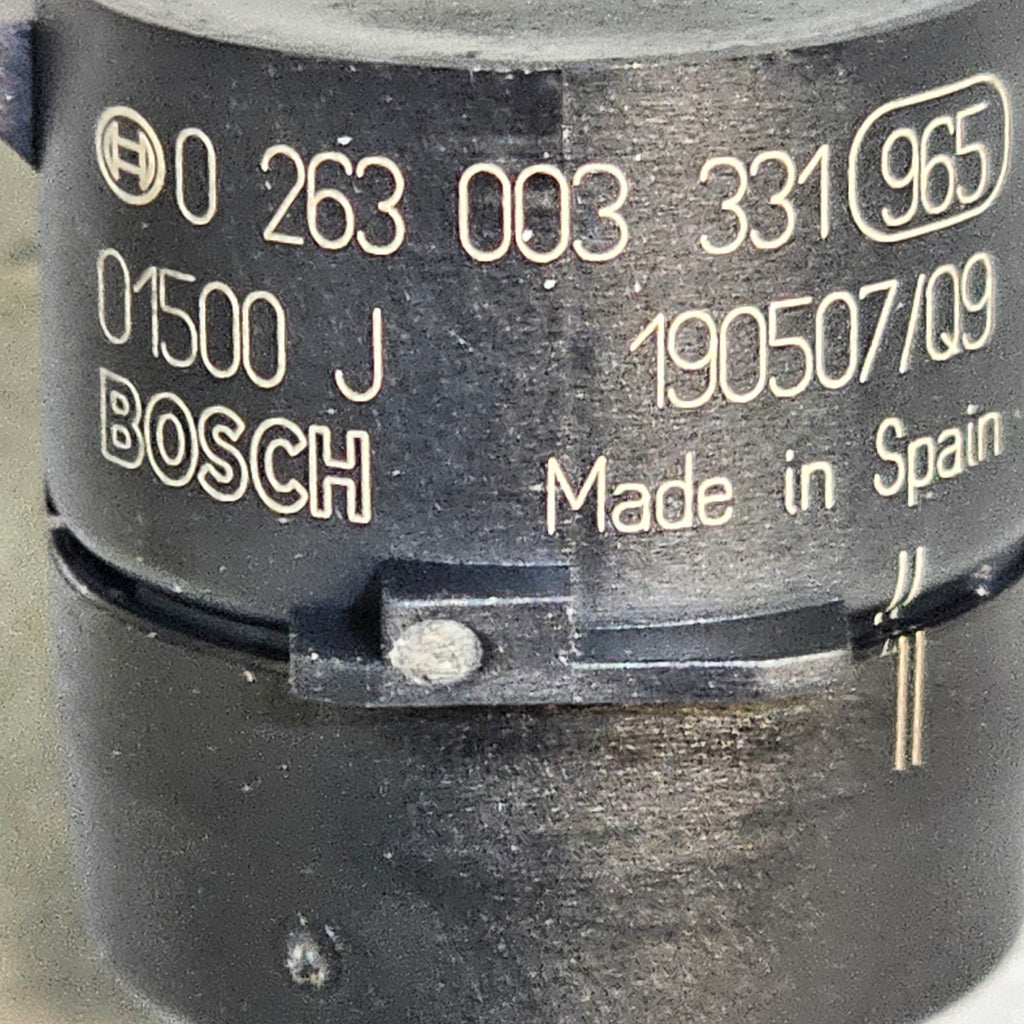 0 263 003 331 965
01500 J 190507/Q9
BOSCH
Made in Spain